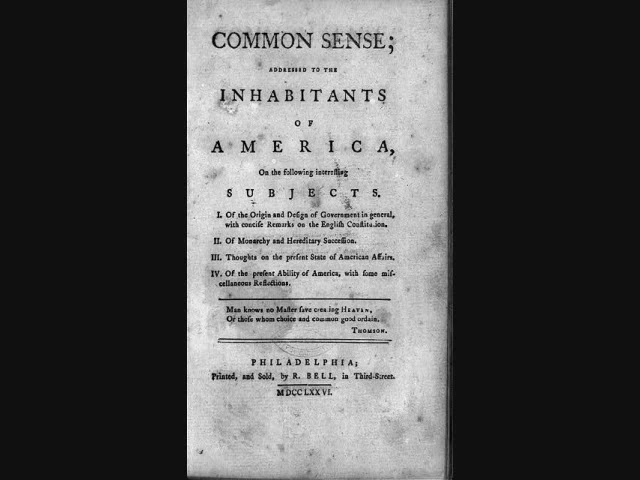 COMMON SENSE;
ADDRESSED TO THE
INHABITANTS
OF
AMERICA,
On the following interesting
SUBJECTS.
I. Of the Origin and Design of Government in general,
with concise Remarks on the English Constitution.
II. Of Monarchy and Hereditary Succession.
III. Thoughts on the present State of American Affairs.
IV. Of the present Ability of America, with some mis-
cellaneous Reflections.
Man knows no Master save creating HEAVEN,
Or those whom choice and common good ordain.
THOMSON.
PHILADELPHIA;
Printed, and Sold, by R. BELL, in Third-Street.
MDCCLXXVI.